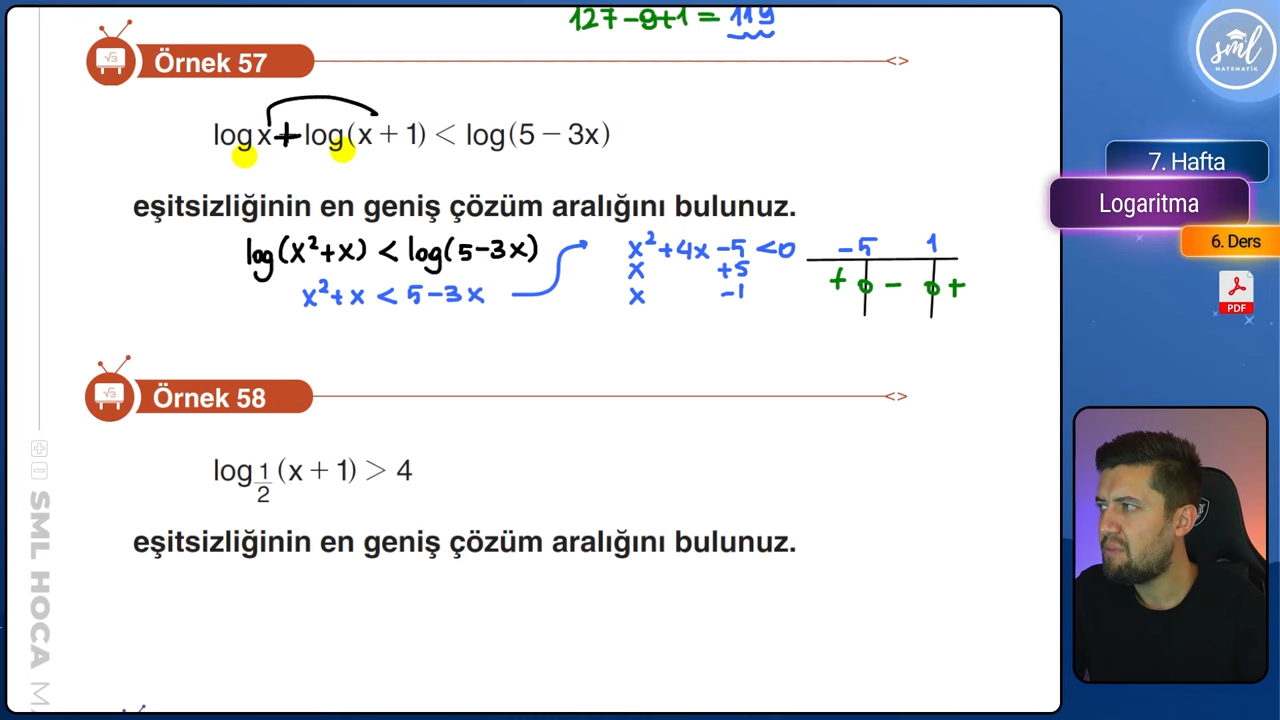 127-9+1 = 119
Örnek 57
<>
log x + log(x + 1) < log(5 − 3x)
eşitsizliğinin en geniş çözüm aralığını bulunuz.
log(x²+x) < log(5-3x)
x²+x < 5-3x
x²+4x-5 <0
x +5
x -1
-5 1
+ 0 - 0 +
Örnek 58
<>
log 1/2 (x + 1) > 4
eşitsizliğinin en geniş çözüm aralığını bulunuz.
SML HOCA MA
sml
MATEMATİK
7. Hafta
Logaritma
6. Ders
PDF